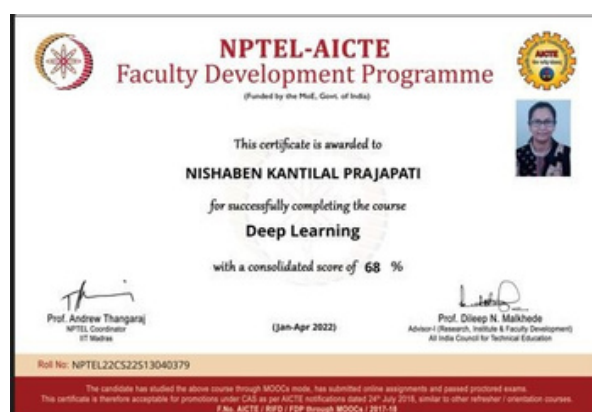 NPTEL-AICTE
Faculty Development Programme
(Funded by the MoE, Govt. of India)
AICTE
This certificate is awarded to
NISHABEN KANTILAL PRAJAPATI
for successfully completing the course
Deep Learning
with a consolidated score of 68 %
Prof. Andrew Thangaraj
NPTEL Coordinator
IIT Madras
(Jan-Apr 2022)
Prof. Dileep N. Malkhede
Advisor-I (Research, Institute & Faculty Development)
All India Council for Technical Education
Roll No: NPTEL22CS22S13040379
The candidate has studied the above course through MOOCs mode, has submitted online assignments and passed proctored exams.
This certificate is therefore acceptable for promotions under CAS as per AICTE notifications dated 24th July 2018, similar to other refresher / orientation courses.
F.No. AICTE / RIFD / FDP through MOOCs / 2017-18